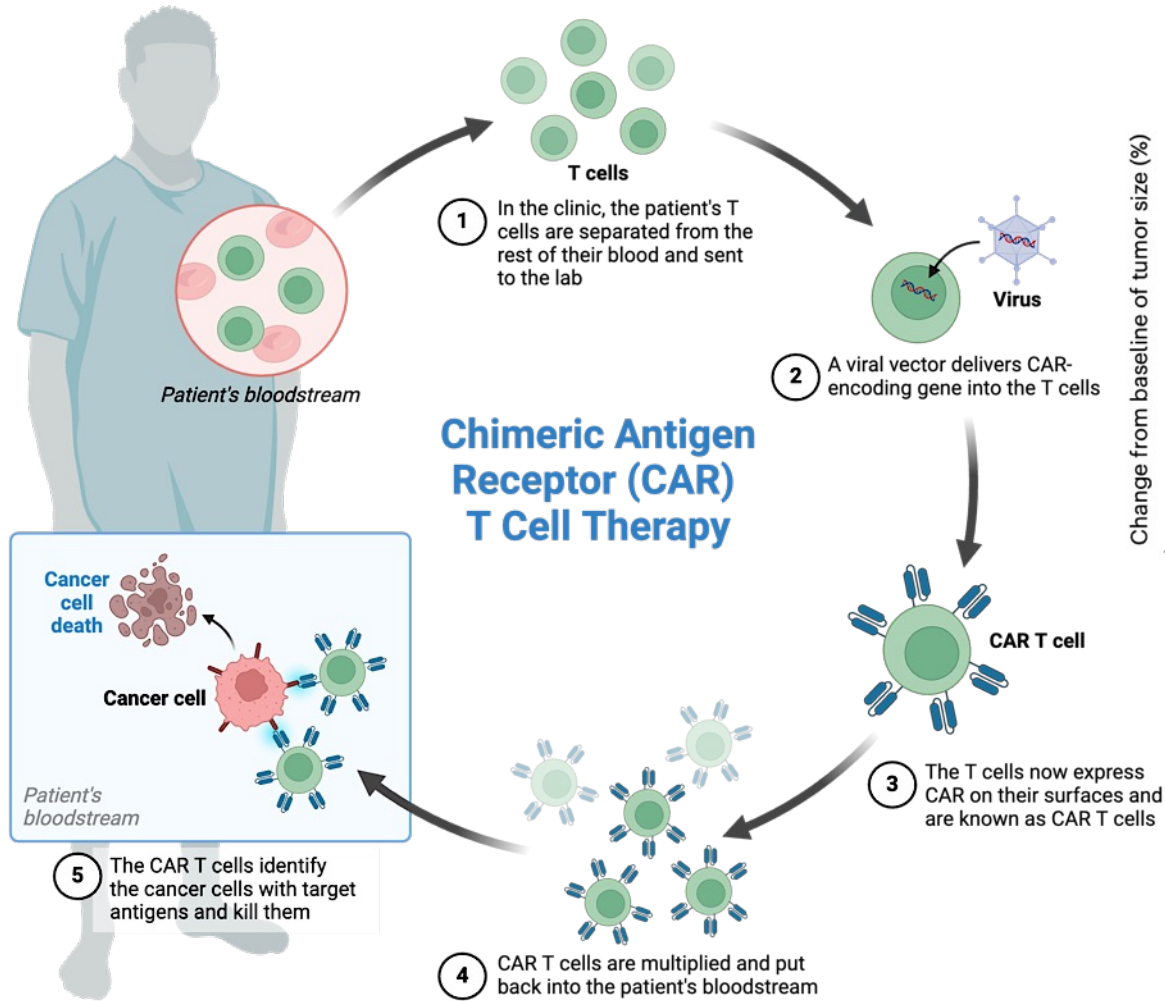 T cells
1
In the clinic, the patient's T
cells are separated from the
rest of their blood and sent
to the lab
Virus
2
A viral vector delivers CAR-
encoding gene into the T cells
Change from baseline of tumor size (%)
Patient's bloodstream
Chimeric Antigen
Receptor (CAR)
T Cell Therapy
CAR T cell
3
The T cells now express
CAR on their surfaces and
are known as CAR T cells
4
CAR T cells are multiplied and put
back into the patient's bloodstream
Cancer
cell
death
Cancer cell
Patient's
bloodstream
5
The CAR T cells identify
the cancer cells with target
antigens and kill them